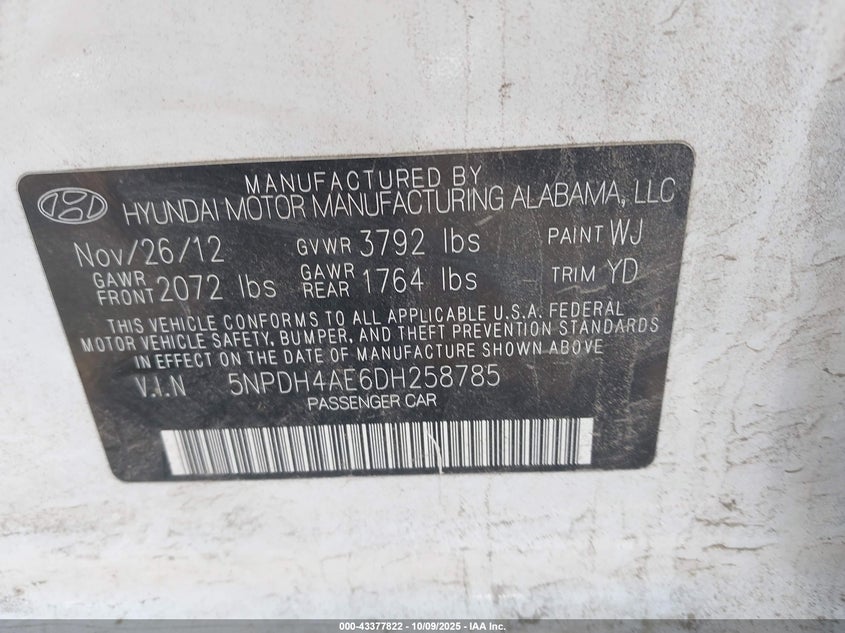 MANUFACTURED BY
HYUNDAI MOTOR MANUFACTURING ALABAMA, LLC
Nov/26/12 GVWR 3792 lbs PAINT WJ
GAWR FRONT 2072 lbs GAWR REAR 1764 lbs TRIM YD
THIS VEHICLE CONFORMS TO ALL APPLICABLE U.S.A. FEDERAL
MOTOR VEHICLE SAFETY, BUMPER, AND THEFT PREVENTION STANDARDS
IN EFFECT ON THE DATE OF MANUFACTURE SHOWN ABOVE
V.I.N 5NPDH4AE6DH258785
PASSENGER CAR
000-43377822 - 10/09/2025 - IAA Inc.